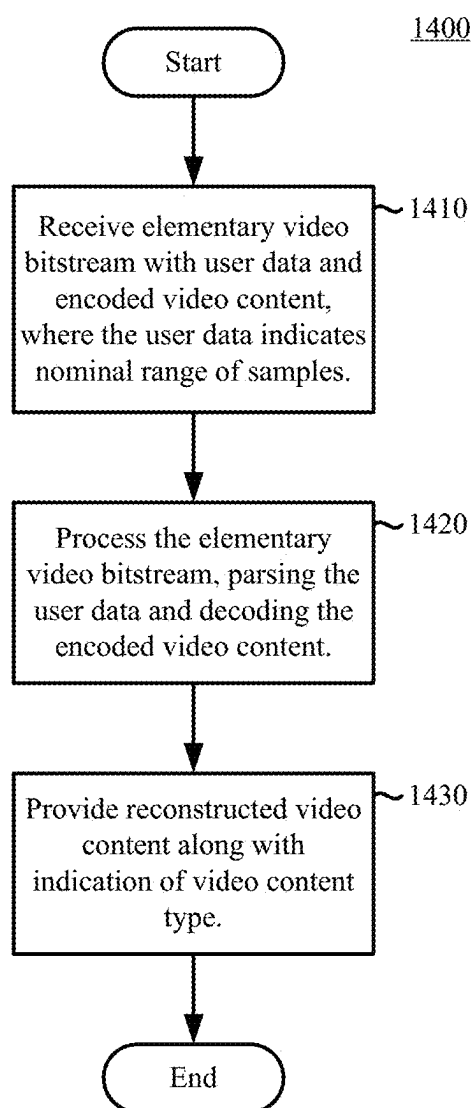 1400
Start
1410
Receive elementary video
bitstream with user data and
encoded video content,
where the user data indicates
nominal range of samples.
1420
Process the elementary
video bitstream, parsing the
user data and decoding the
encoded video content.
1430
Provide reconstructed video
content along with
indication of video content
type.
End